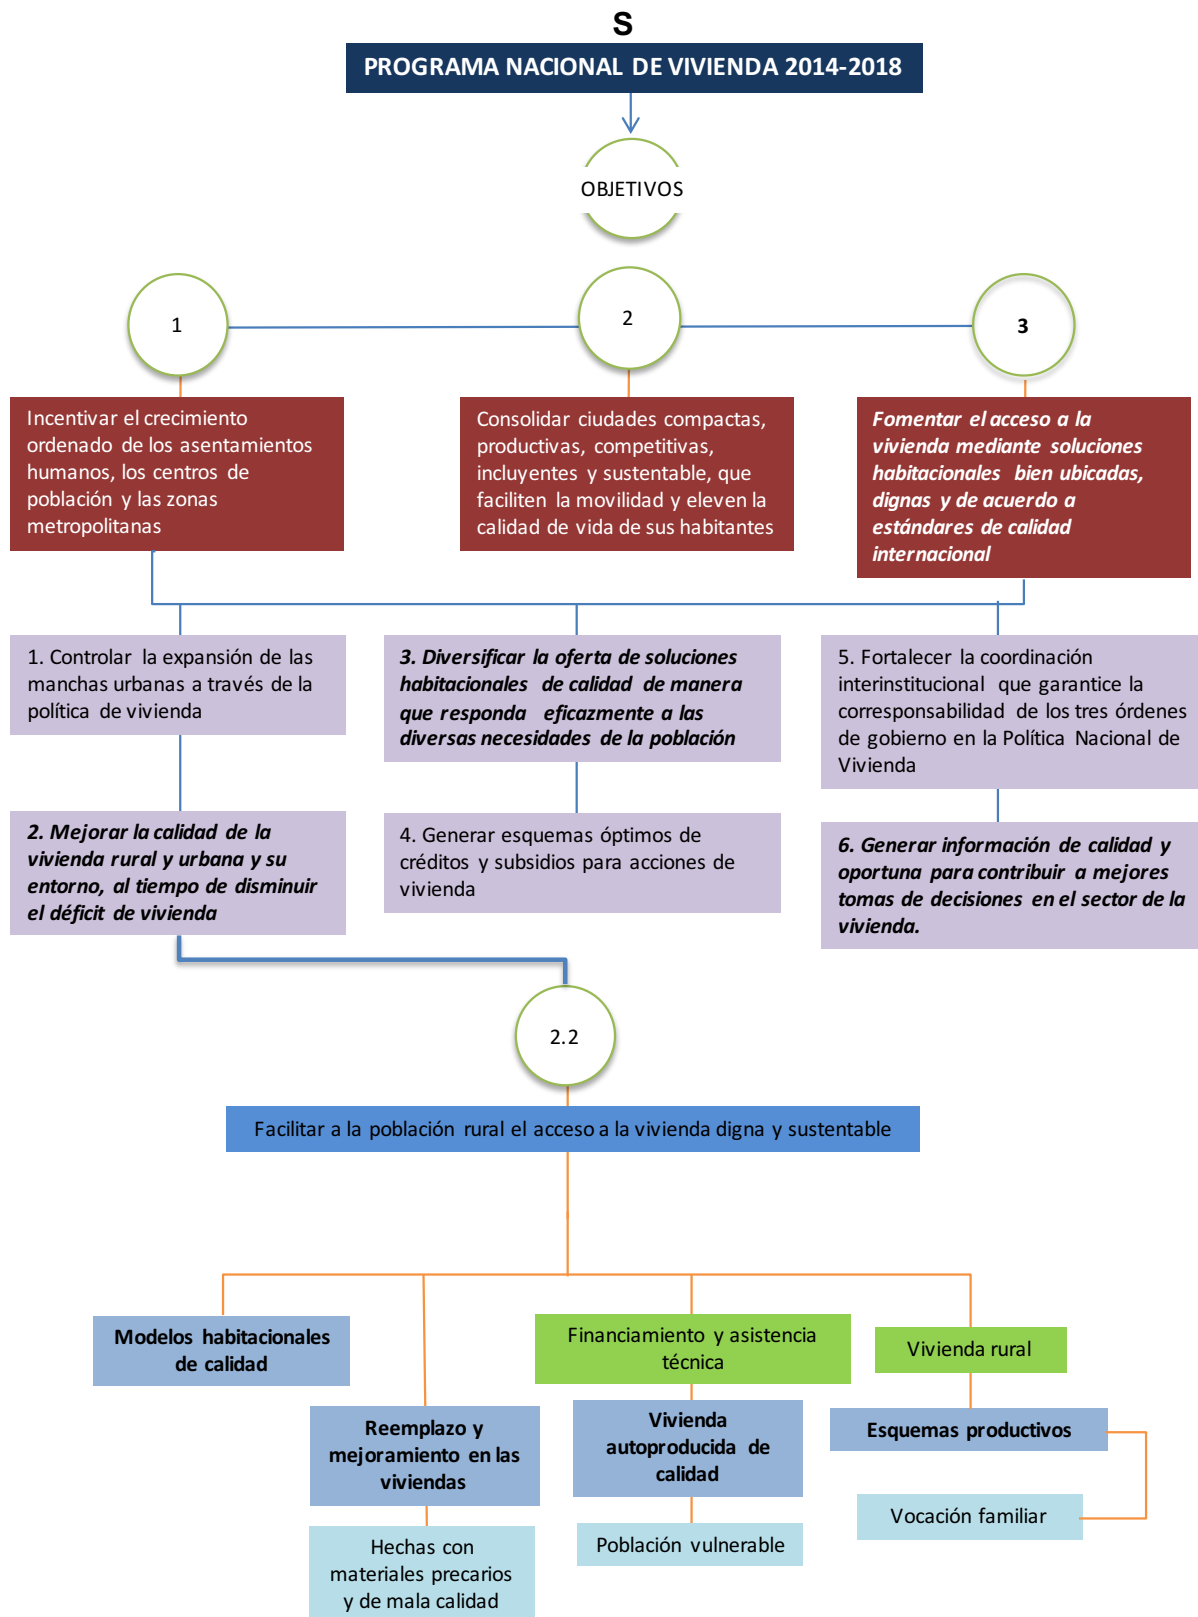 S
PROGRAMA NACIONAL DE VIVIENDA 2014-2018
OBJETIVOS
1
2
3
Incentivar el crecimiento
ordenado de los asentamientos
humanos, los centros de
población y las zonas
metropolitanas
Consolidar ciudades compactas,
productivas, competitivas,
incluyentes y sustentable, que
faciliten la movilidad y eleven la
calidad de vida de sus habitantes
Fomentar el acceso a la
vivienda mediante soluciones
habitacionales bien ubicadas,
dignas y de acuerdo a
estándares de calidad
internacional
1. Controlar la expansión de las
manchas urbanas a través de la
política de vivienda
3. Diversificar la oferta de soluciones
habitacionales de calidad de manera
que responda eficazmente a las
diversas necesidades de la población
5. Fortalecer la coordinación
interinstitucional que garantice la
corresponsabilidad de los tres órdenes
de gobierno en la Política Nacional de
Vivienda
2. Mejorar la calidad de la
vivienda rural y urbana y su
entorno, al tiempo de disminuir
el déficit de vivienda
4. Generar esquemas óptimos de
créditos y subsidios para acciones de
vivienda
6. Generar información de calidad y
oportuna para contribuir a mejores
tomas de decisiones en el sector de la
vivienda.
2.2
Facilitar a la población rural el acceso a la vivienda digna y sustentable
Modelos habitacionales
de calidad
Financiamiento y asistencia
técnica
Vivienda rural
Reemplazo y
mejoramiento en las
viviendas
Vivienda
autoproducida de
calidad
Esquemas productivos
Hechas con
materiales precarios
y de mala calidad
Población vulnerable
Vocación familiar